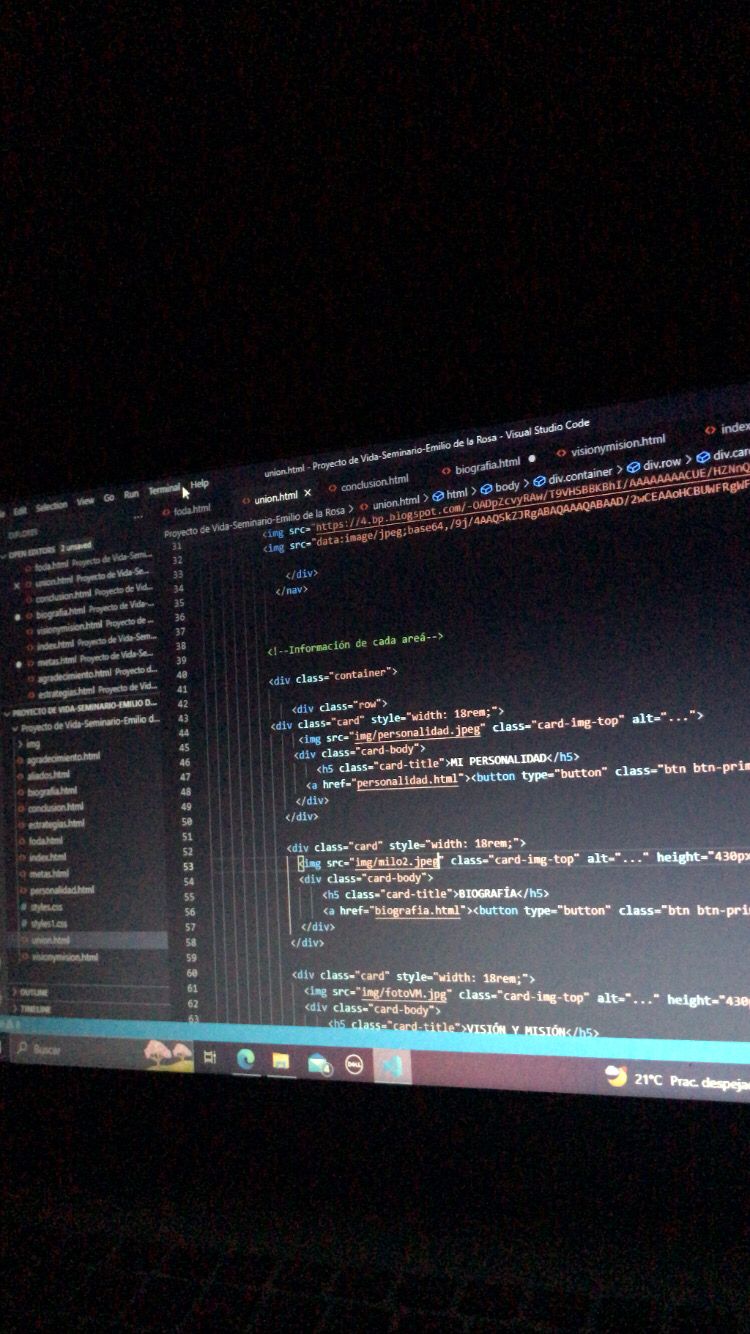 Edit Selection View Go Run Terminal Help
union.html - Proyecto de Vida-Seminario-Emilio de la Rosa - Visual Studio Code
EXPLORER ...
foda.html union.html × conclusion.html biografia.html ● visionymision.html index
Proyecto de Vida-Seminario-Emilio de la Rosa > union.html > html > body > div.container > div.row > div.car
OPEN EDITORS 2 unsaved
foda.html Proyecto de Vida-Sem...
× union.html Proyecto de Vida-Se...
conclusion.html Proyecto de Vid...
● biografia.html Proyecto de Vida-...
visionymision.html Proyecto de ...
index.html Proyecto de Vida-Sem...
● metas.html Proyecto de Vida-Se...
agradecimiento.html Proyecto d...
estrategias.html Proyecto de Vid...
PROYECTO DE VIDA-SEMINARIO-EMILIO D...
Proyecto de Vida-Seminario-Emilio d...
img
agradecimiento.html
aliados.html
biografia.html
conclusion.html
estrategias.html
foda.html
index.html
metas.html
personalidad.html
styles.css
styles1.css
union.html
visionymision.html
OUTLINE
TIMELINE
31 <img src="https://4.bp.blogspot.com/-OADpZcvyRAw/T9VHSBBKBhI/AAAAAAAACUE/HZNnQ
32 <img src="data:image/jpeg;base64,/9j/4AAQSkZJRgABAQAAAQABAAD/2wCEAAoHCBUWFRgWF
33
34 </div>
35 </nav>
36
37
38 <!--Información de cada areá-->
39
40 <div class="container">
41
42 <div class="row">
43 <div class="card" style="width: 18rem;">
44 <img src="img/personalidad.jpeg" class="card-img-top" alt="...">
45 <div class="card-body">
46 <h5 class="card-title">MI PERSONALIDAD</h5>
47 <a href="personalidad.html"><button type="button" class="btn btn-prim
48 </div>
49 </div>
50
51
52 <div class="card" style="width: 18rem;">
53 <img src="img/milo2.jpeg" class="card-img-top" alt="..." height="430px
54 <div class="card-body">
55 <h5 class="card-title">BIOGRAFÍA</h5>
56 <a href="biografia.html"><button type="button" class="btn btn-pri
57 </div>
58 </div>
59
60 <div class="card" style="width: 18rem;">
61 <img src="img/fotoVM.jpg" class="card-img-top" alt="..." height="430
62 <div class="card-body">
63 <h5 class="card-title">VISIÓN Y MISIÓN</h5>
Buscar 4 DELL 21°C Prac. despeja